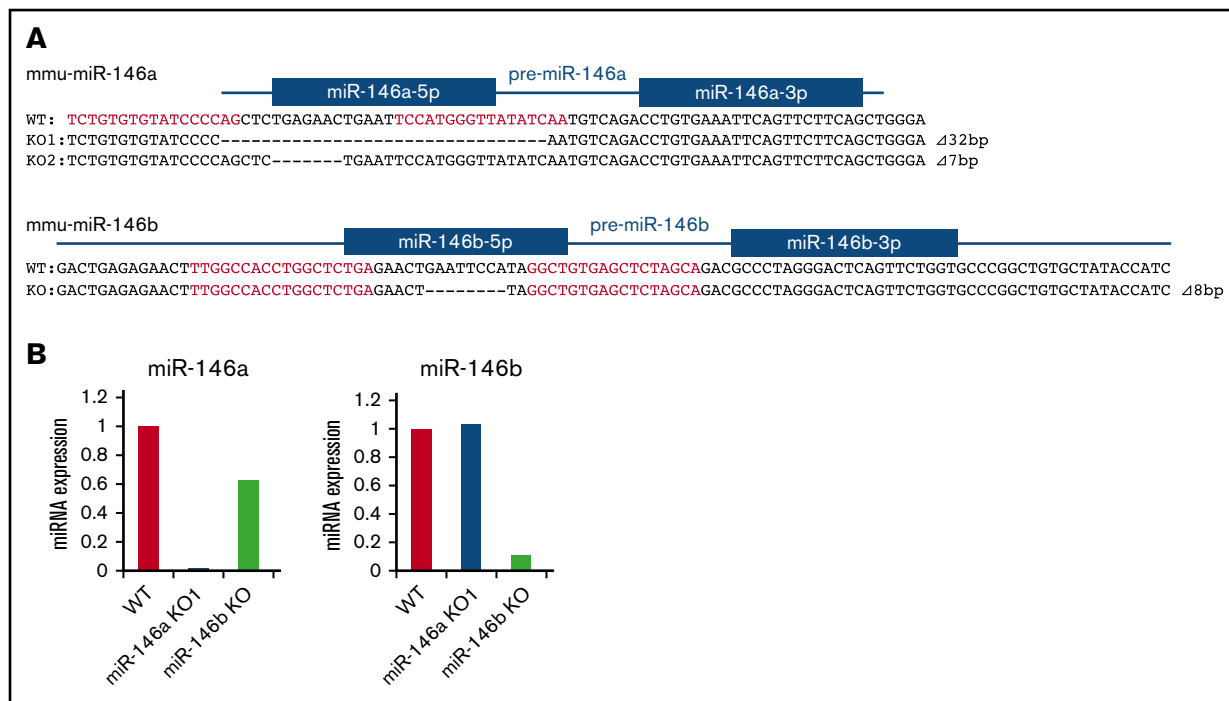 A
mmu-miR-146a
pre-miR-146a
miR-146a-5p
miR-146a-3p
WT: TCTGTGTGTATCCCCAGCTCTGAGAACTGAATTCCATGGGTTATATCAATGTCAGACCTGTGAAATTCAGTTCTTCAGCTGGGA
KO1:TCTGTGTGTATCCCC--------------------------------AATGTCAGACCTGTGAAATTCAGTTCTTCAGCTGGGA ⊿32bp
KO2:TCTGTGTGTATCCCCAGCTC-------TGAATTCCATGGGTTATATCAATGTCAGACCTGTGAAATTCAGTTCTTCAGCTGGGA ⊿7bp
mmu-miR-146b
pre-miR-146b
miR-146b-5p
miR-146b-3p
WT:GACTGAGAGAACTTTGGCCACCTGGCTCTGAGAACTGAATTCCATAGGCTGTGAGCTCTAGCAGACGCCCTAGGGACTCAGTTCTGGTGCCCGGCTGTGCTATACCATC
KO:GACTGAGAGAACTTTGGCCACCTGGCTCTGAGAACT--------TAGGCTGTGAGCTCTAGCAGACGCCCTAGGGACTCAGTTCTGGTGCCCGGCTGTGCTATACCATC ⊿8bp
B
miR-146a
miRNA expression
1.2
1
0.8
0.6
0.4
0.2
0
WT
miR-146a KO1
miR-146b KO
miR-146b
miRNA expression
1.2
1
0.8
0.6
0.4
0.2
0
WT
miR-146a KO1
miR-146b KO